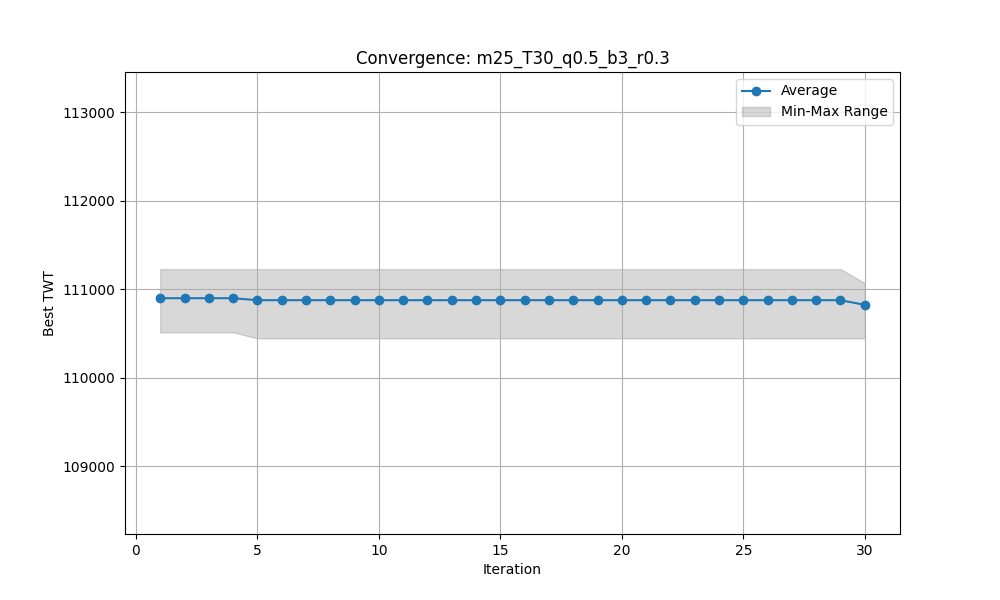 Convergence: m25_T30_q0.5_b3_r0.3
Average
Min-Max Range
113000
112000
111000
110000
109000
Best TWT
0 5 10 15 20 25 30
Iteration